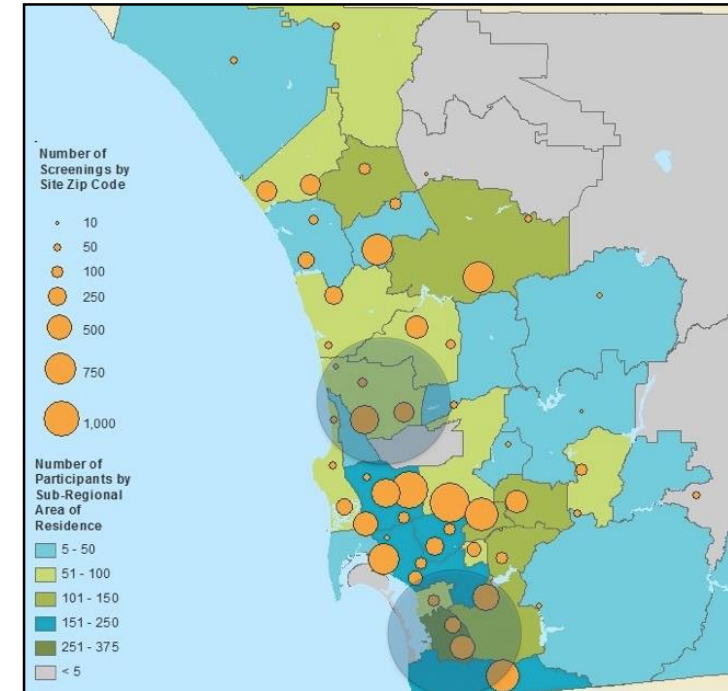 Number of
Screenings by
Site Zip Code
10
50
100
250
500
750
1,000
Number of
Participants by
Sub-Regional
Area of
Residence
5 - 50
51 - 100
101 - 150
151 - 250
251 - 375
< 5